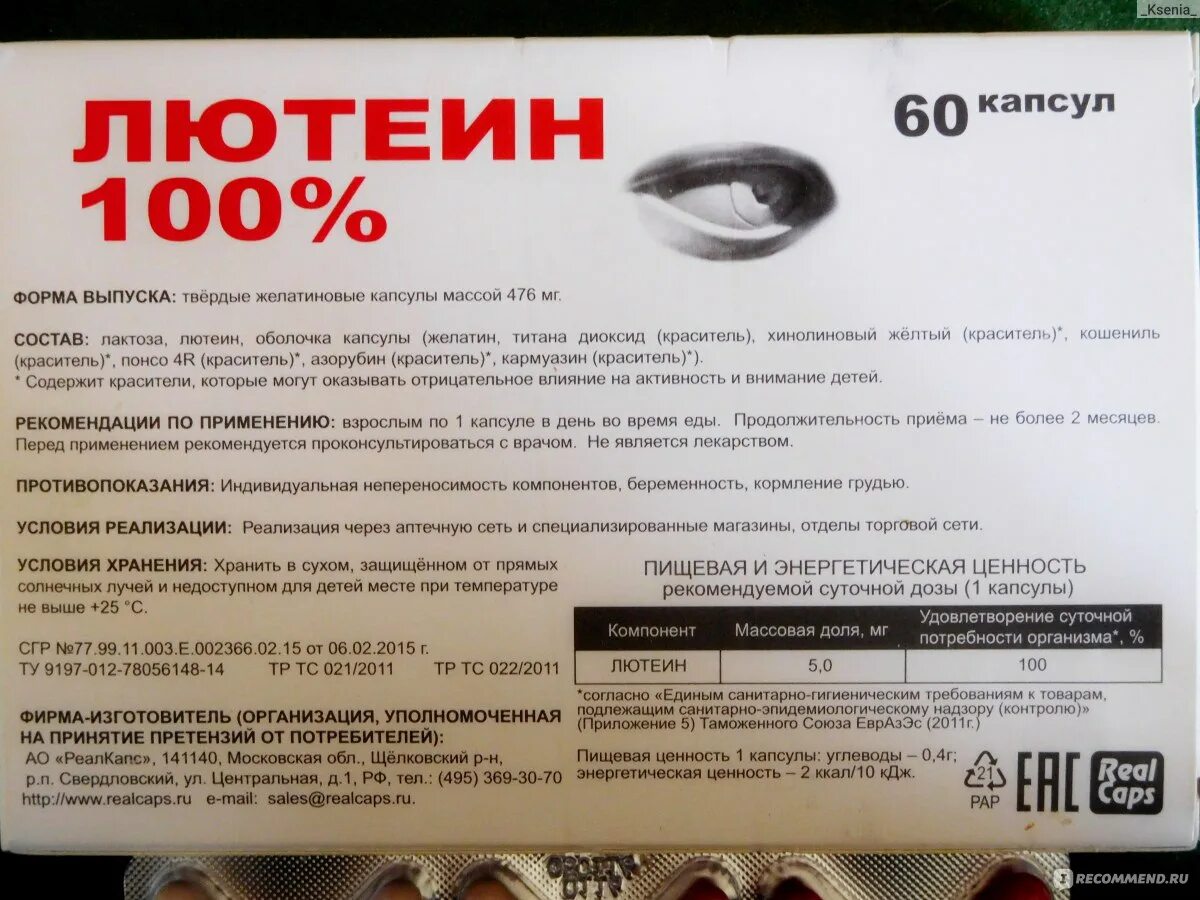 _Ksenia_
ЛЮТЕИН
100%
60 капсул
ФОРМА ВЫПУСКА: твёрдые желатиновые капсулы массой 476 мг.
СОСТАВ: лактоза, лютеин, оболочка капсулы (желатин, титана диоксид (краситель), хинолиновый жёлтый (краситель)*, кошениль
(краситель)*, понсо 4R (краситель)*, азорубин (краситель)*, кармуазин (краситель)*).
* Содержит красители, которые могут оказывать отрицательное влияние на активность и внимание детей.
РЕКОМЕНДАЦИИ ПО ПРИМЕНЕНИЮ: взрослым по 1 капсуле в день во время еды. Продолжительность приёма – не более 2 месяцев.
Перед применением рекомендуется проконсультироваться с врачом. Не является лекарством.
ПРОТИВОПОКАЗАНИЯ: Индивидуальная непереносимость компонентов, беременность, кормление грудью.
УСЛОВИЯ РЕАЛИЗАЦИИ: Реализация через аптечную сеть и специализированные магазины, отделы торговой сети.
УСЛОВИЯ ХРАНЕНИЯ: Хранить в сухом, защищённом от прямых
солнечных лучей и недоступном для детей месте при температуре
не выше +25 °С.
СГР №77.99.11.003.Е.002366.02.15 от 06.02.2015 г.
ТУ 9197-012-78056148-14 ТР ТС 021/2011 ТР ТС 022/2011
ФИРМА-ИЗГОТОВИТЕЛЬ (ОРГАНИЗАЦИЯ, УПОЛНОМОЧЕННАЯ
НА ПРИНЯТИЕ ПРЕТЕНЗИЙ ОТ ПОТРЕБИТЕЛЕЙ):
АО «РеалКапс», 141140, Московская обл., Щёлковский р-н,
р.п. Свердловский, ул. Центральная, д.1, РФ, тел.: (495) 369-30-70
http://www.realcaps.ru e-mail: sales@realcaps.ru.
ПИЩЕВАЯ И ЭНЕРГЕТИЧЕСКАЯ ЦЕННОСТЬ
рекомендуемой суточной дозы (1 капсулы)
Компонент Массовая доля, мг Удовлетворение суточной
потребности организма*, %
ЛЮТЕИН 5,0 100
*согласно «Единым санитарно-гигиеническим требованиям к товарам,
подлежащим санитарно-эпидемиологическому надзору (контролю)»
(Приложение 5) Таможенного Союза ЕврАзЭс (2011г.)
Пищевая ценность 1 капсулы: углеводы – 0,4г;
энергетическая ценность – 2 ккал/10 кДж.
21
PAP
EAC
Real
Caps
RECOMMEND.RU